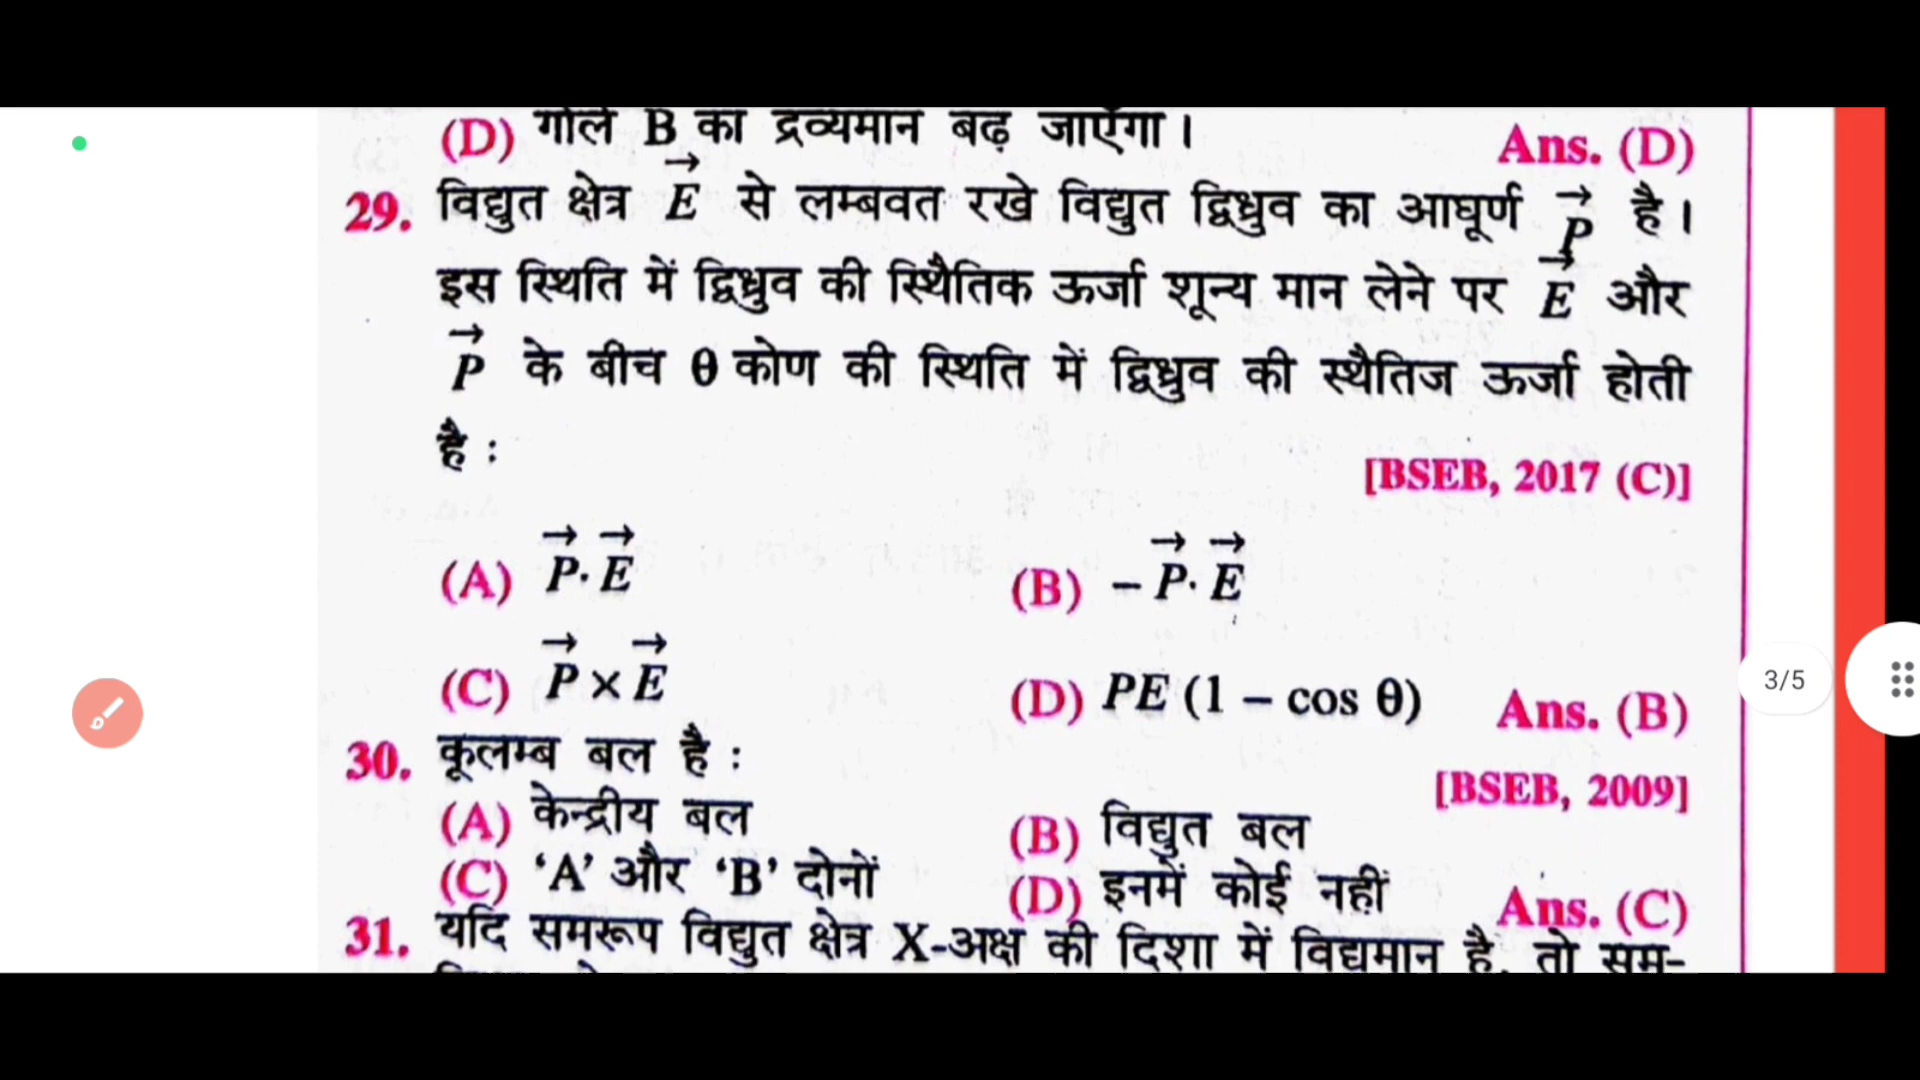 (D) गोले B का द्रव्यमान बढ़ जाएगा।
Ans. (D)
29. विद्युत क्षेत्र E⃗ से लम्बवत रखे विद्युत द्विध्रुव का आघूर्ण P⃗ है।
इस स्थिति में द्विध्रुव की स्थैतिक ऊर्जा शून्य मान लेने पर E⃗ और
P⃗ के बीच θ कोण की स्थिति में द्विध्रुव की स्थैतिज ऊर्जा होती
है :
[BSEB, 2017 (C)]
(A) P⃗. E⃗ (B) – P⃗. E⃗
(C) P⃗ × E⃗ (D) PE (1 – cos θ) Ans. (B)
30. कूलम्ब बल है :
[BSEB, 2009]
(A) केन्द्रीय बल (B) विद्युत बल
(C) ‘A’ और ‘B’ दोनों (D) इनमें कोई नहीं Ans. (C)
31. यदि समरूप विद्युत क्षेत्र X-अक्ष की दिशा में विद्यमान है, तो सम-
3/5